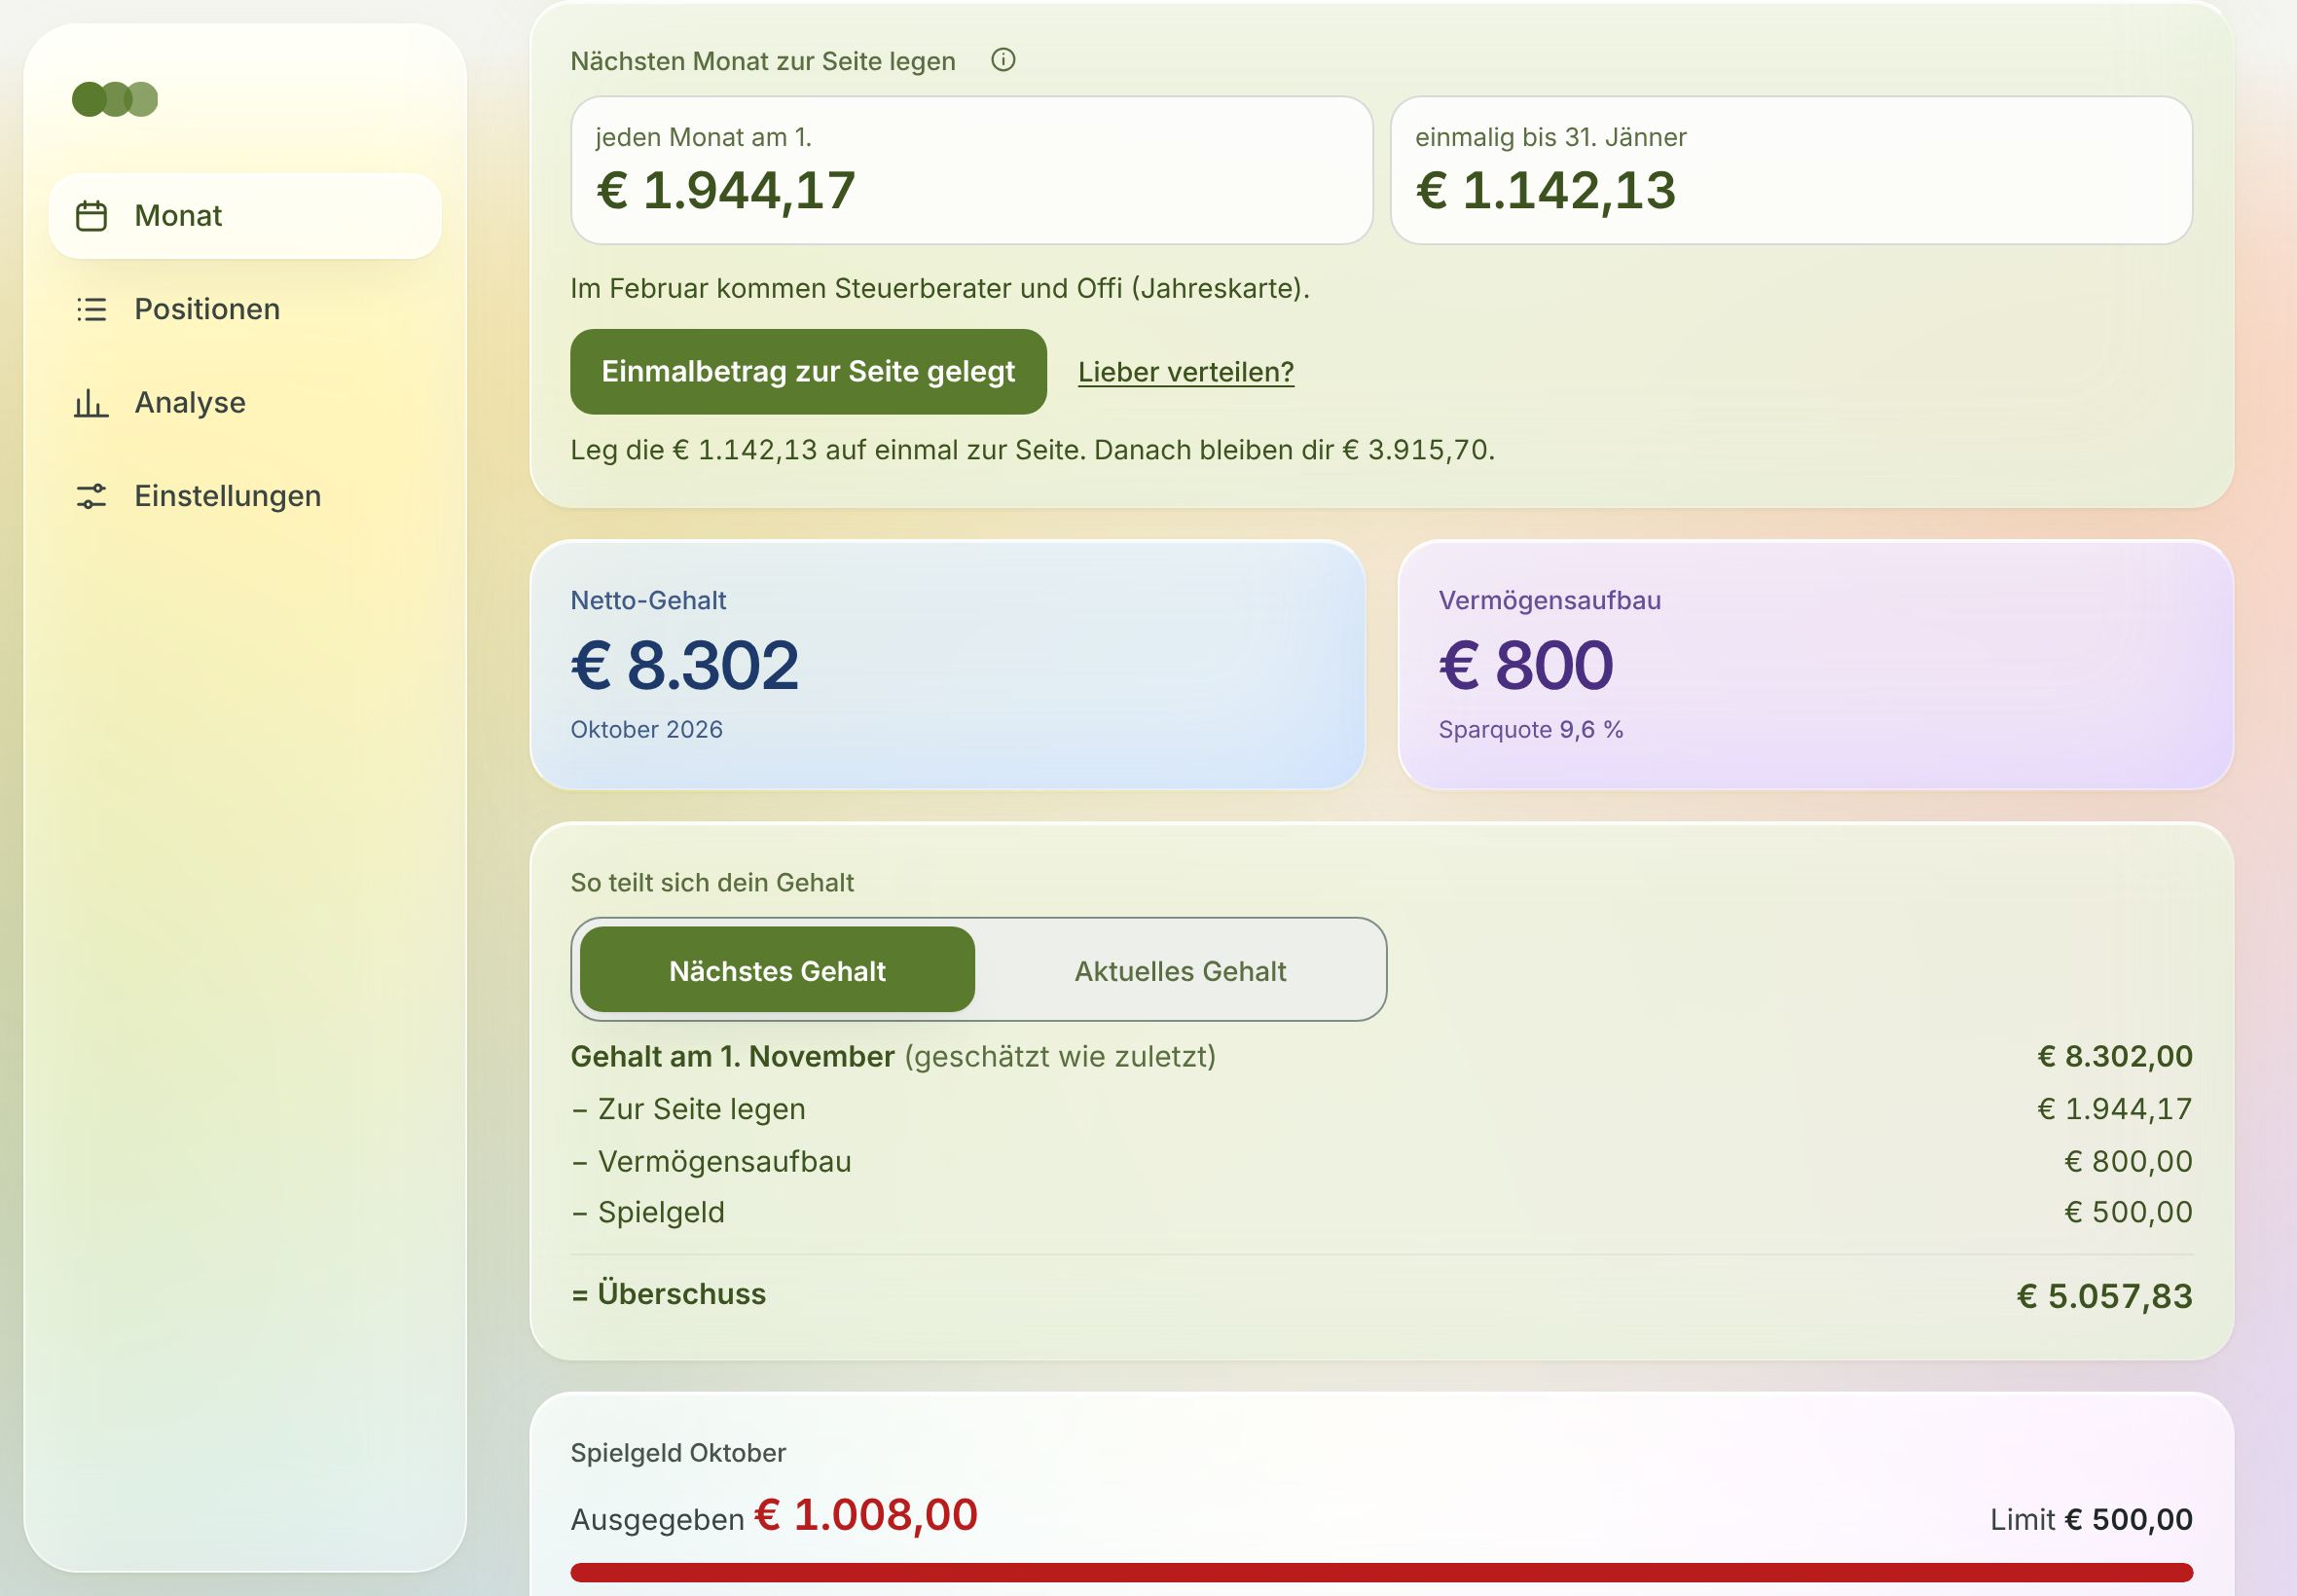 Monat
Positionen
Analyse
Einstellungen
Nächsten Monat zur Seite legen
jeden Monat am 1.
€ 1.944,17
einmalig bis 31. Jänner
€ 1.142,13
Im Februar kommen Steuerberater und Offi (Jahreskarte).
Einmalbetrag zur Seite gelegt
Lieber verteilen?
Leg die € 1.142,13 auf einmal zur Seite. Danach bleiben dir € 3.915,70.
Netto-Gehalt
€ 8.302
Oktober 2026
Vermögensaufbau
€ 800
Sparquote 9,6 %
So teilt sich dein Gehalt
Nächstes Gehalt
Aktuelles Gehalt
Gehalt am 1. November (geschätzt wie zuletzt) € 8.302,00
− Zur Seite legen € 1.944,17
− Vermögensaufbau € 800,00
− Spielgeld € 500,00
= Überschuss € 5.057,83
Spielgeld Oktober
Ausgegeben € 1.008,00
Limit € 500,00